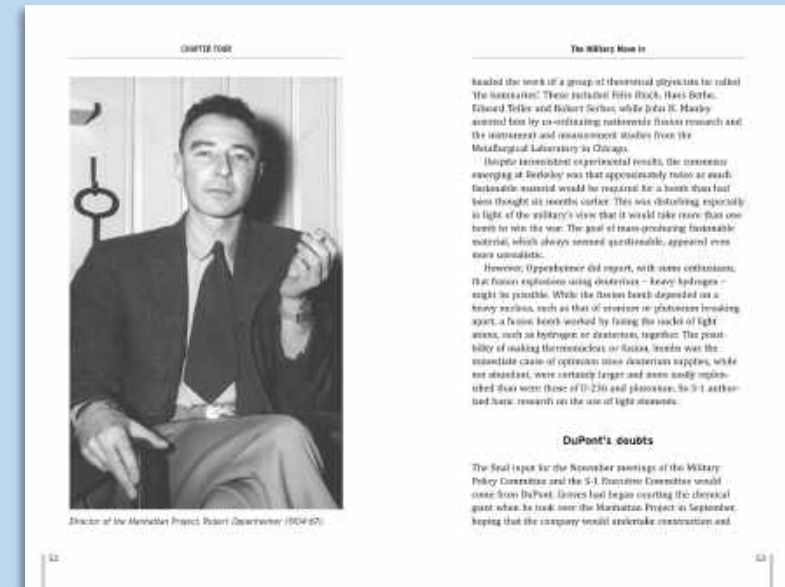 CHAPTER FOUR
Director of the Manhattan Project, Robert Oppenheimer (1904-67).
52
The Military Move In
headed the work of a group of theoretical physicists he called
'the luminaries'. These included Felix Bloch, Hans Bethe,
Edward Teller and Robert Serber, while John H. Manley
assisted him by co-ordinating nationwide fission research and
the instrument and measurement studies from the
Metallurgical Laboratory in Chicago.
Despite inconsistent experimental results, the consensus
emerging at Berkeley was that approximately twice as much
fissionable material would be required for a bomb than had
been thought six months earlier. This was disturbing, especially
in light of the military's view that it would take more than one
bomb to win the war. The goal of mass-producing fissionable
material, which always seemed questionable, appeared even
more unrealistic.
However, Oppenheimer did report, with some enthusiasm,
that fusion explosions using deuterium – heavy hydrogen –
might be possible. While the fission bomb depended on a
heavy nucleus, such as that of uranium or plutonium breaking
apart, a fusion bomb worked by fusing the nuclei of light
atoms, such as hydrogen or deuterium, together. The possi-
bility of making thermonuclear, or fusion, bombs was the
immediate cause of optimism since deuterium supplies, while
not abundant, were certainly larger and more easily replen-
ished than were those of U-236 and plutonium. So S-1 author-
ized basic research on the use of light elements.
DuPont's doubts
The final input for the November meetings of the Military
Policy Committee and the S-1 Executive Committee would
come from DuPont. Groves had began courting the chemical
giant when he took over the Manhattan Project in September,
hoping that the company would undertake construction and
53